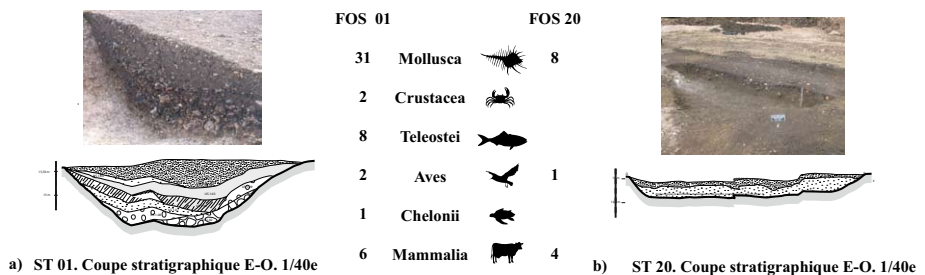 FOS 01 FOS 20
31 Mollusca 8
2 Crustacea
8 Teleostei
2 Aves 1
1 Chelonii
6 Mammalia 4
a) ST 01. Coupe stratigraphique E-O. 1/40e
b) ST 20. Coupe stratigraphique E-O. 1/40e